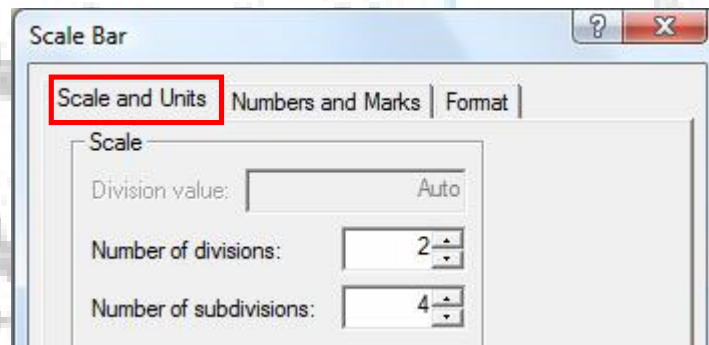 Scale Bar
Scale and Units Numbers and Marks Format
Scale
Division value: Auto
Number of divisions: 2
Number of subdivisions: 4